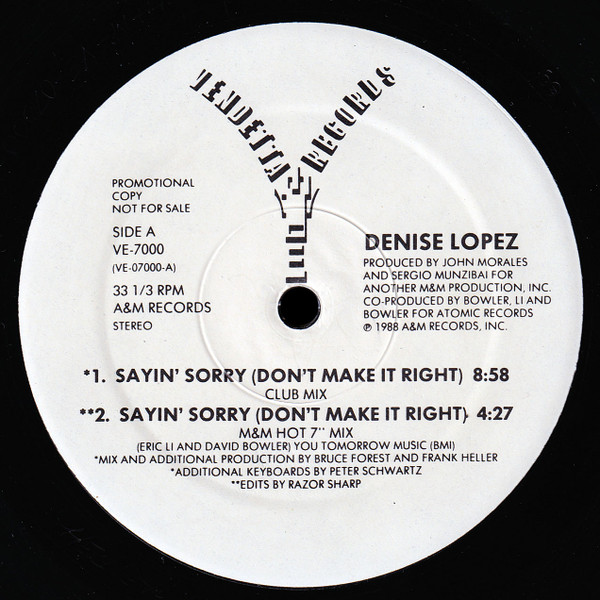 VENDETTA RECORDS
PROMOTIONAL
COPY
NOT FOR SALE
SIDE A
VE-7000
(VE-07000-A)
33 1/3 RPM
A&M RECORDS
STEREO
DENISE LOPEZ
PRODUCED BY JOHN MORALES
AND SERGIO MUNZIBAI FOR
ANOTHER M&M PRODUCTION, INC.
CO-PRODUCED BY BOWLER, LI AND
BOWLER FOR ATOMIC RECORDS
℗ 1988 A&M RECORDS, INC.
*1. SAYIN' SORRY (DON'T MAKE IT RIGHT) 8:58
CLUB MIX
**2. SAYIN' SORRY (DON'T MAKE IT RIGHT) 4:27
M&M HOT 7" MIX
(ERIC LI AND DAVID BOWLER) YOU TOMORROW MUSIC (BMI)
*MIX AND ADDITIONAL PRODUCTION BY BRUCE FOREST AND FRANK HELLER
*ADDITIONAL KEYBOARDS BY PETER SCHWARTZ
**EDITS BY RAZOR SHARP